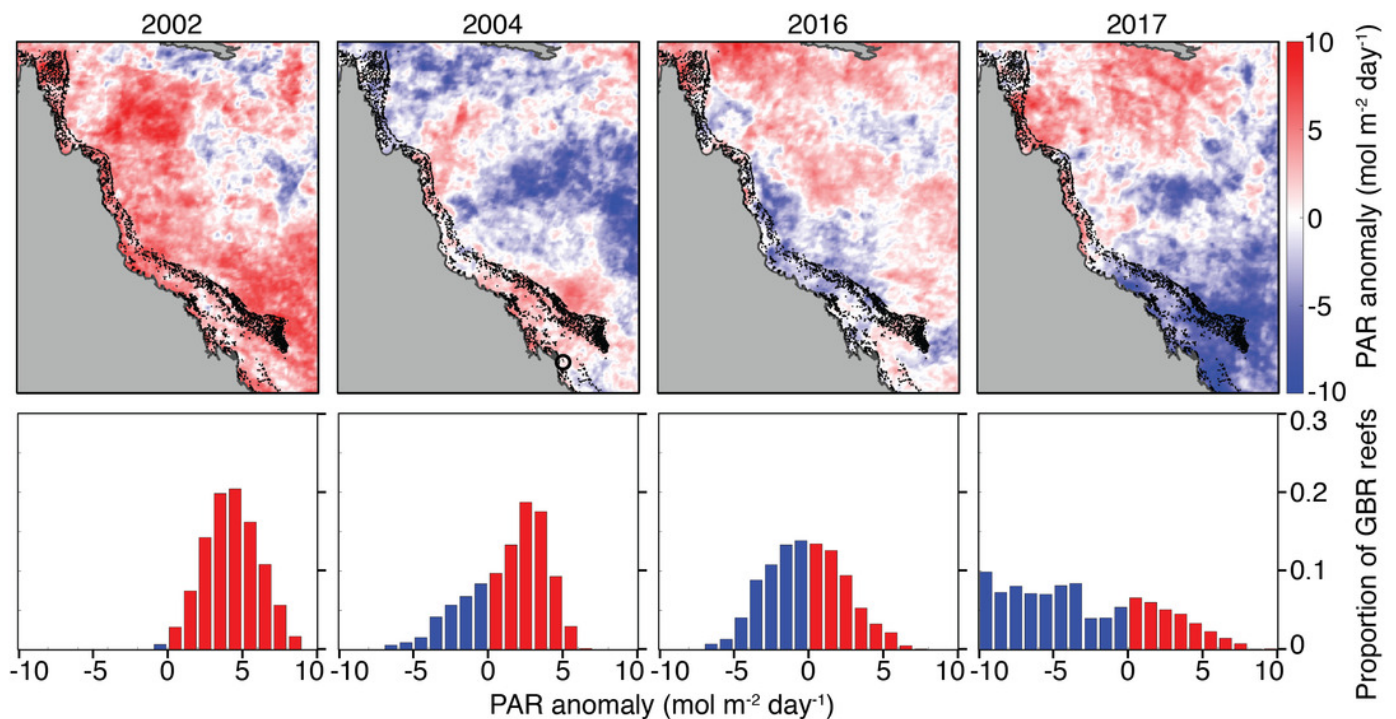 2002 2004 2016 2017
10
5
0
-5
-10
PAR anomaly (mol m⁻² day⁻¹)
0.3
0.2
0.1
0
Proportion of GBR reefs
-10 -5 0 5 10 -10 -5 0 5 10 -10 -5 0 5 10 -10 -5 0 5 10
PAR anomaly (mol m⁻² day⁻¹)